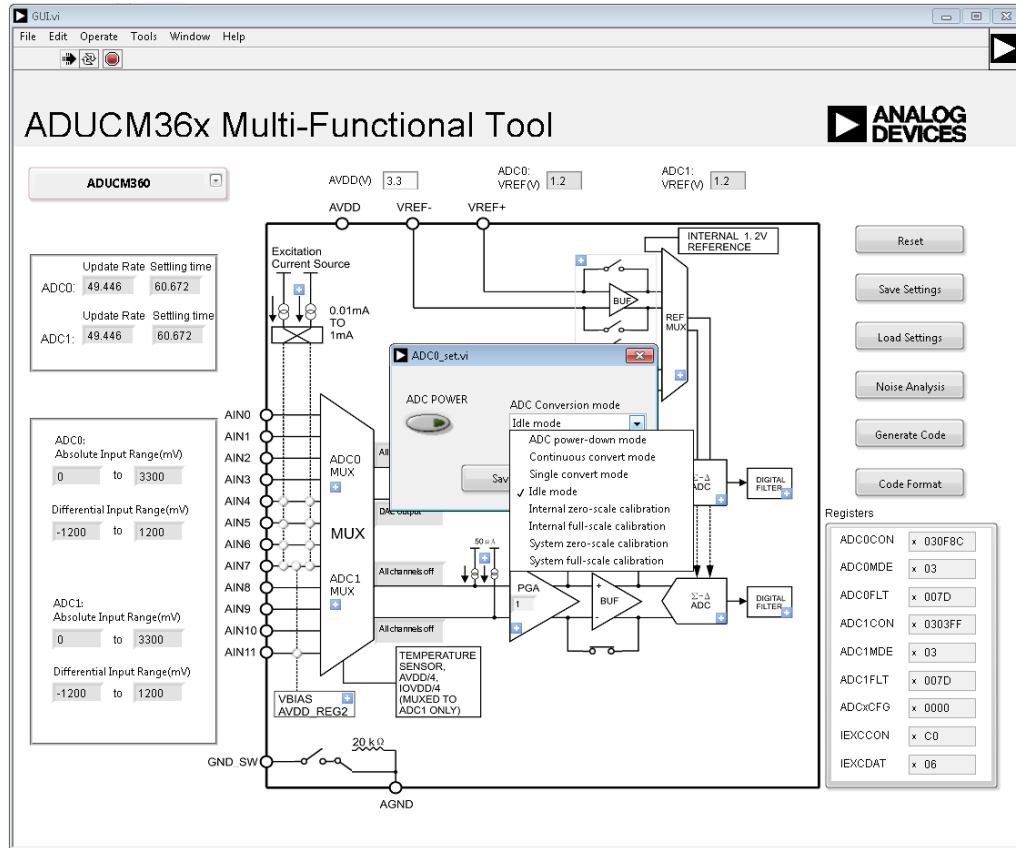 GUI.vi
File Edit Operate Tools Window Help
ADUCM36x Multi-Functional Tool
ANALOG
DEVICES
ADUCM360
AVDD(V) 3.3
ADC0:
VREF(V) 1.2
ADC1:
VREF(V) 1.2
AVDD VREF- VREF+
INTERNAL 1.2V
REFERENCE
Excitation
Current Source
0.01mA
TO
1mA
BUF
REF
MUX
Update Rate Settling time
ADC0: 49.446 60.672
Update Rate Settling time
ADC1: 49.446 60.672
ADC0:
Absolute Input Range(mV)
0 to 3300
Differential Input Range(mV)
-1200 to 1200
ADC1:
Absolute Input Range(mV)
0 to 3300
Differential Input Range(mV)
-1200 to 1200
AIN0
AIN1
AIN2
AIN3
AIN4
AIN5
AIN6
AIN7
AIN8
AIN9
AIN10
AIN11
ADC0
MUX
MUX
ADC1
MUX
All
DAC Output
All channels off
All channels off
ADC0_set.vi
ADC POWER
ADC Conversion mode
Idle mode
Sav
ADC power-down mode
Continuous convert mode
Single convert mode
✓ Idle mode
Internal zero-scale calibration
Internal full-scale calibration
System zero-scale calibration
System full-scale calibration
Σ-Δ
ADC
DIGITAL
FILTER
PGA
1
BUF
Σ-Δ
ADC
DIGITAL
FILTER
TEMPERATURE
SENSOR,
AVDD/4,
IOVDD/4
(MUXED TO
ADC1 ONLY)
VBIAS
AVDD_REG2
20 k Ω
GND_SW
AGND
Reset
Save Settings
Load Settings
Noise Analysis
Generate Code
Code Format
Registers
ADC0CON x 030F8C
ADC0MDE x 03
ADC0FLT x 007D
ADC1CON x 0303FF
ADC1MDE x 03
ADC1FLT x 007D
ADCxCFG x 0000
IEXCCON x C0
IEXCDAT x 06